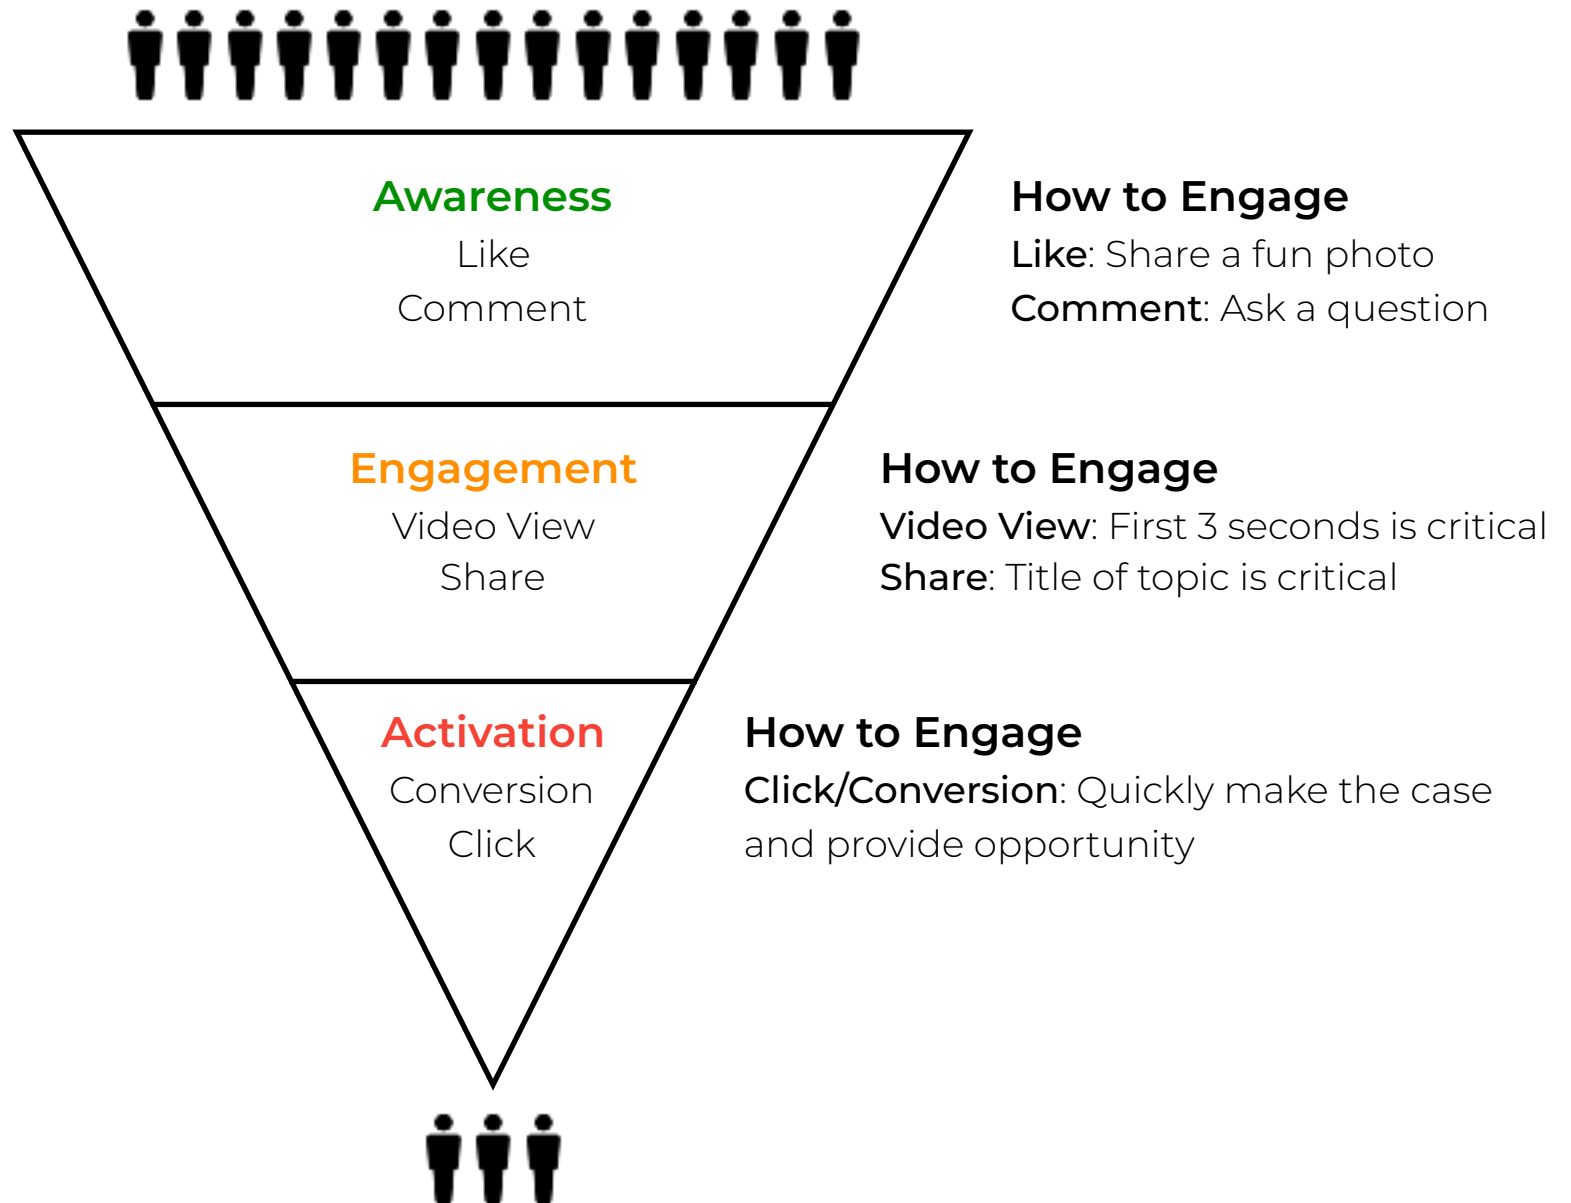 Awareness
Like
Comment
How to Engage
Like: Share a fun photo
Comment: Ask a question
Engagement
Video View
Share
How to Engage
Video View: First 3 seconds is critical
Share: Title of topic is critical
Activation
Conversion
Click
How to Engage
Click/Conversion: Quickly make the case
and provide opportunity